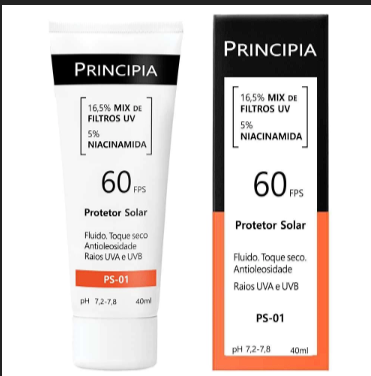 PRINCIPIA
16,5% MIX DE
FILTROS UV
5%
NIACINAMIDA
60 FPS
Protetor Solar
Fluido. Toque seco
Antioleosidade
Raios UVA e UVB
PS-01
pH 7,2-7,8 40ml
PRINCIPIA
16,5% MIX DE
FILTROS UV
5%
NIACINAMIDA
60 FPS
Protetor Solar
Fluido. Toque seco.
Antioleosidade
Raios UVA e UVB
PS-01
pH 7,2-7,8 40ml